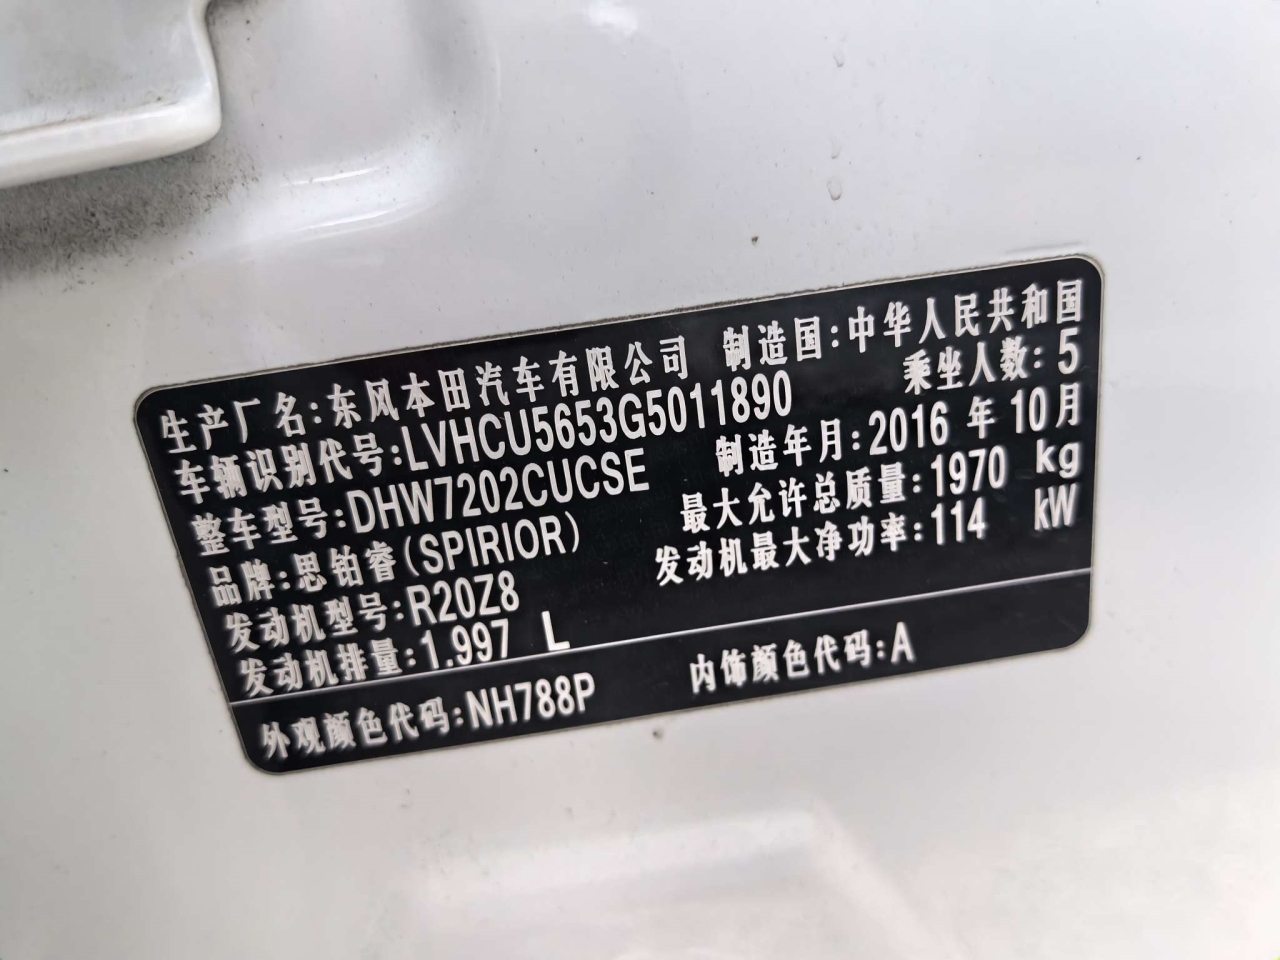 生产厂名:东风本田汽车有限公司 制造国:中华人民共和国
车辆识别代号:LVHCU5653G5011890 乘坐人数:5
整车型号:DHW7202CUCSE 制造年月:2016年10月
品牌:思铂睿(SPIRIOR) 最大允许总质量:1970 kg
发动机型号:R20Z8 发动机最大净功率:114 kW
发动机排量:1.997 L
外观颜色代码:NH788P 内饰颜色代码:A